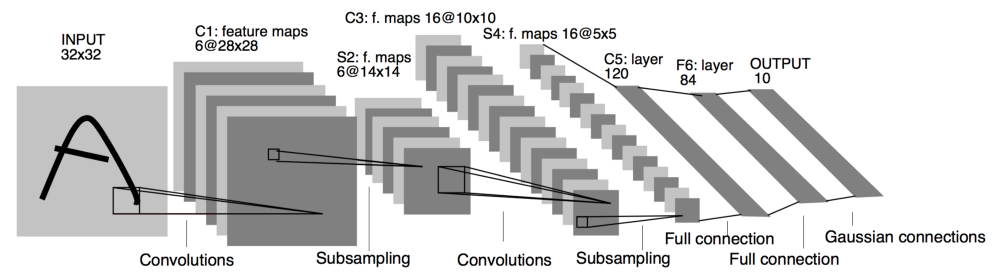 INPUT
32x32
C1: feature maps
6@28x28
S2: f. maps
6@14x14
C3: f. maps 16@10x10
S4: f. maps 16@5x5
C5: layer
120
F6: layer
84
OUTPUT
10
Convolutions
Subsampling
Convolutions
Subsampling
Full connection
Full connection
Gaussian connections